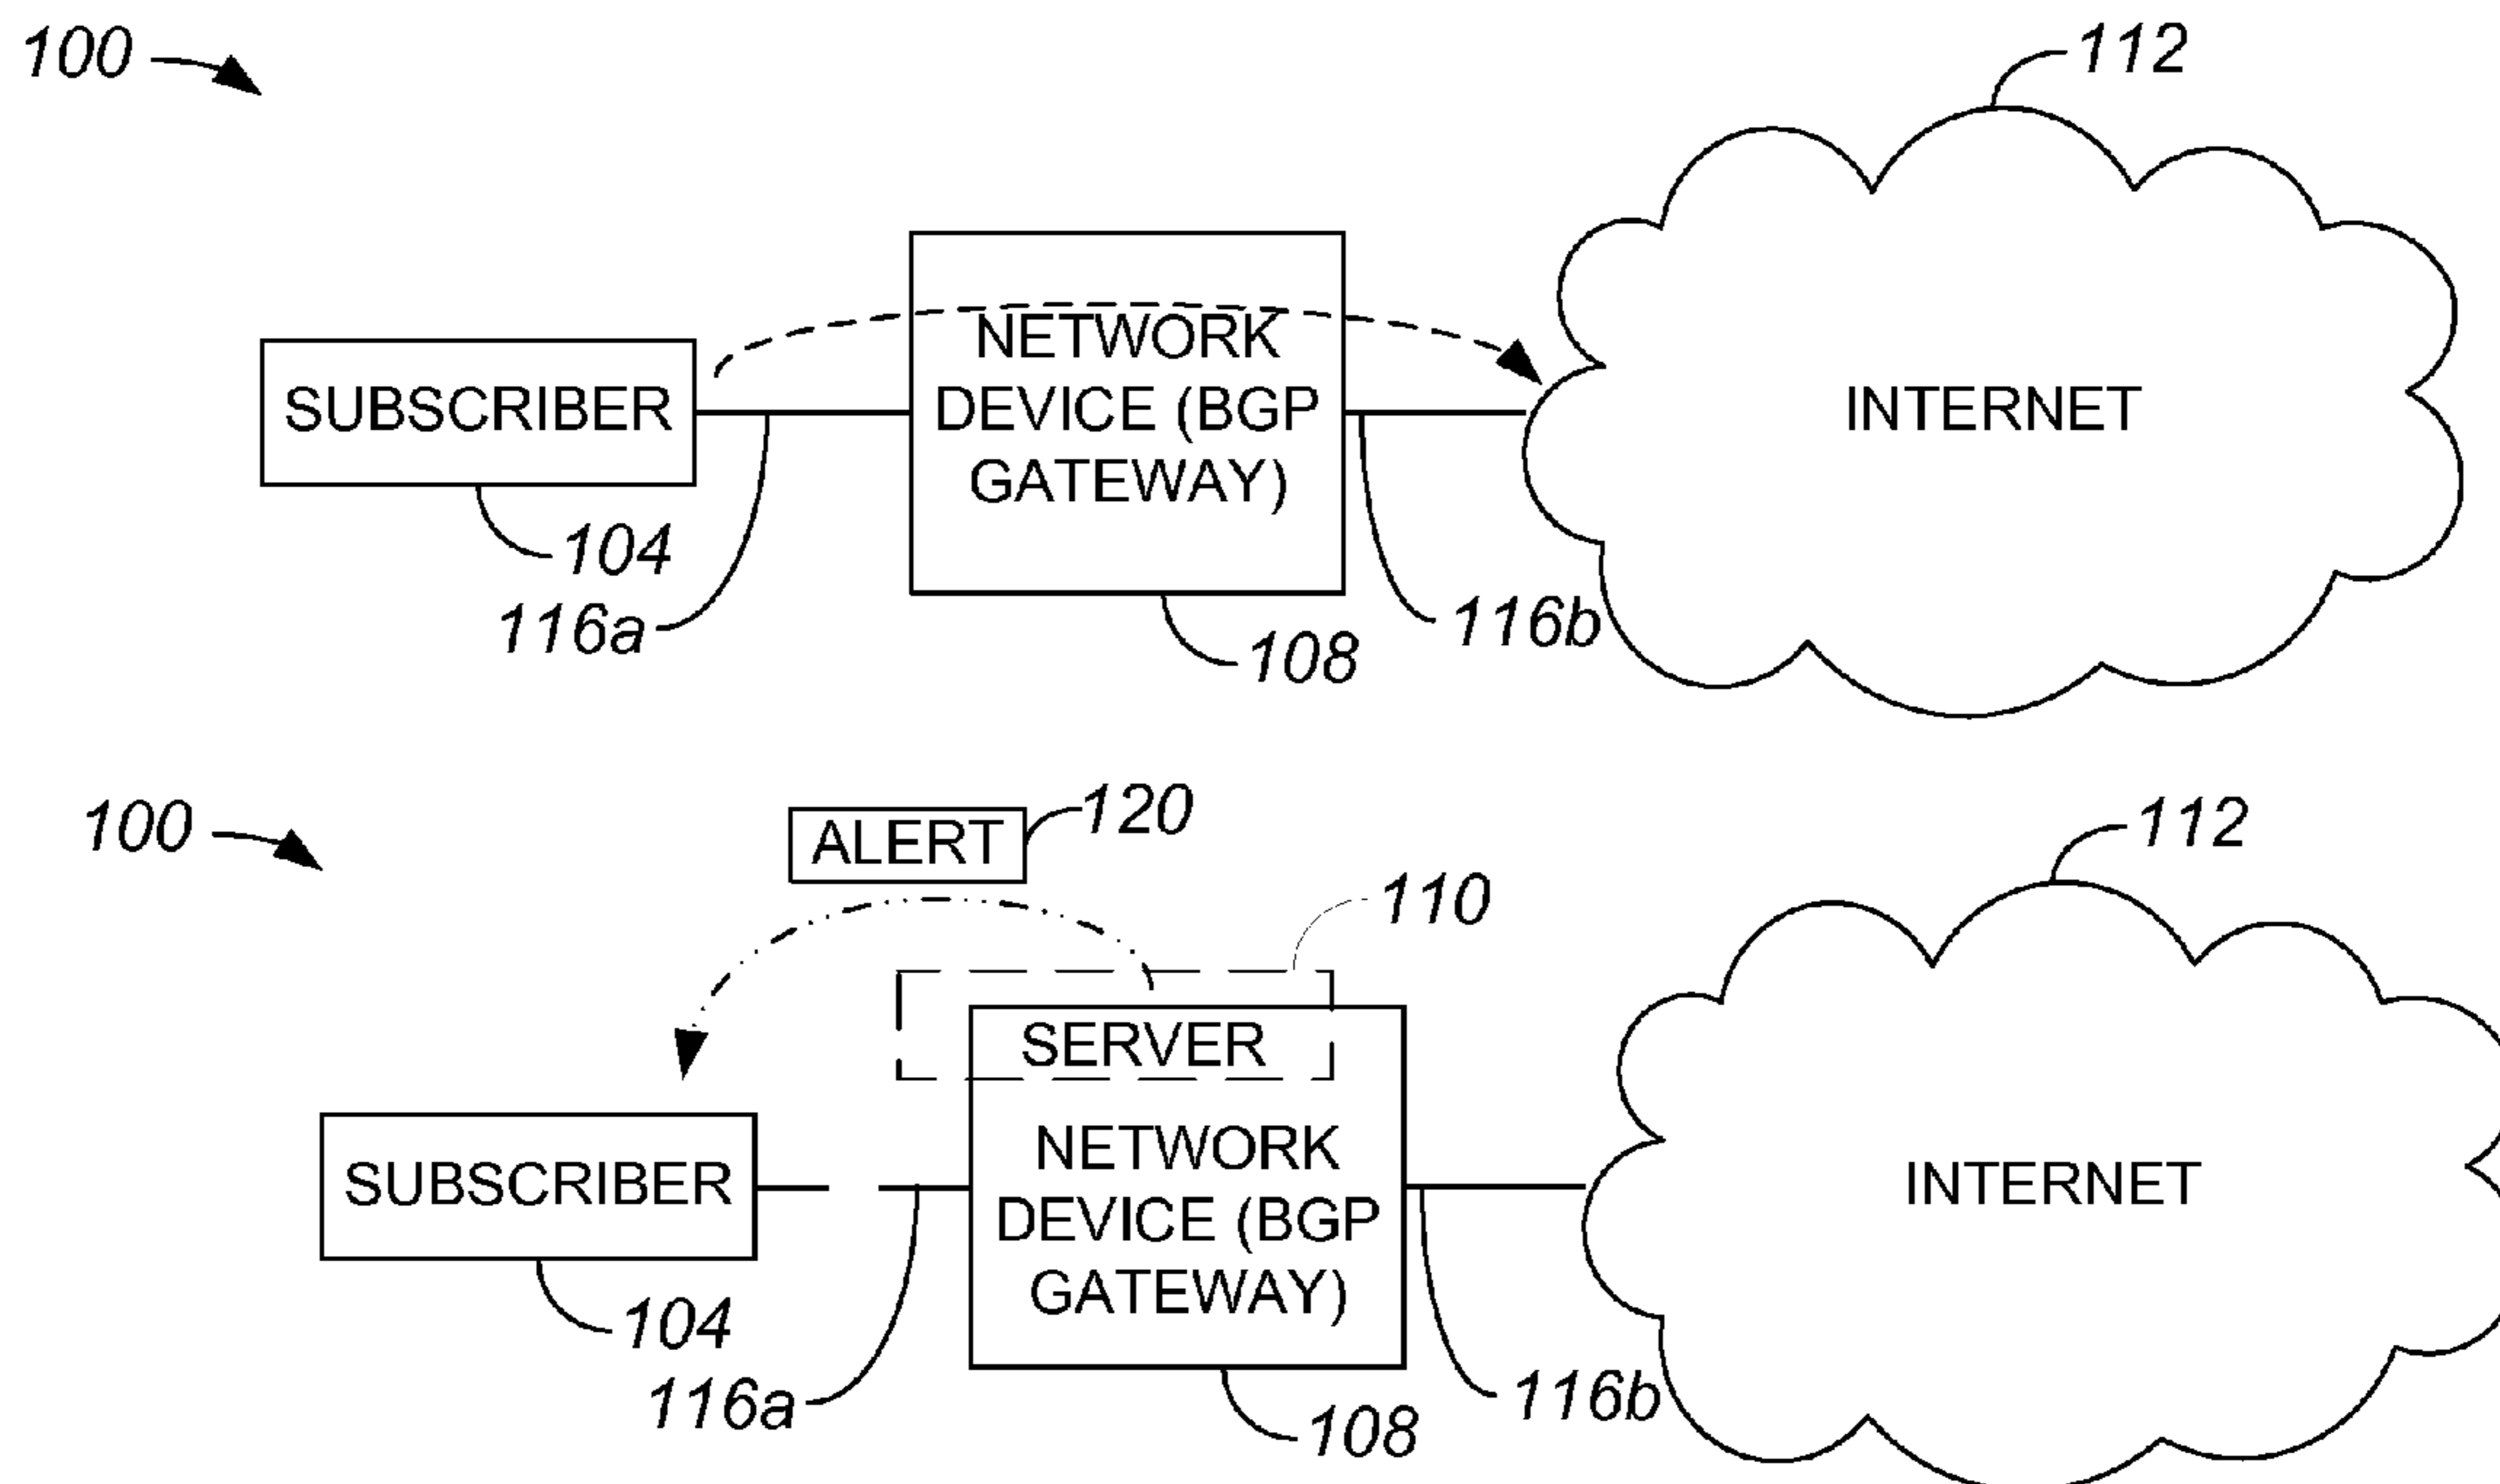 100
112
NETWORK
DEVICE (BGP
GATEWAY)
SUBSCRIBER
INTERNET
104
116a
116b
108
100
ALERT
120
112
110
SERVER
NETWORK
DEVICE (BGP
GATEWAY)
SUBSCRIBER
INTERNET
104
116a
116b
108